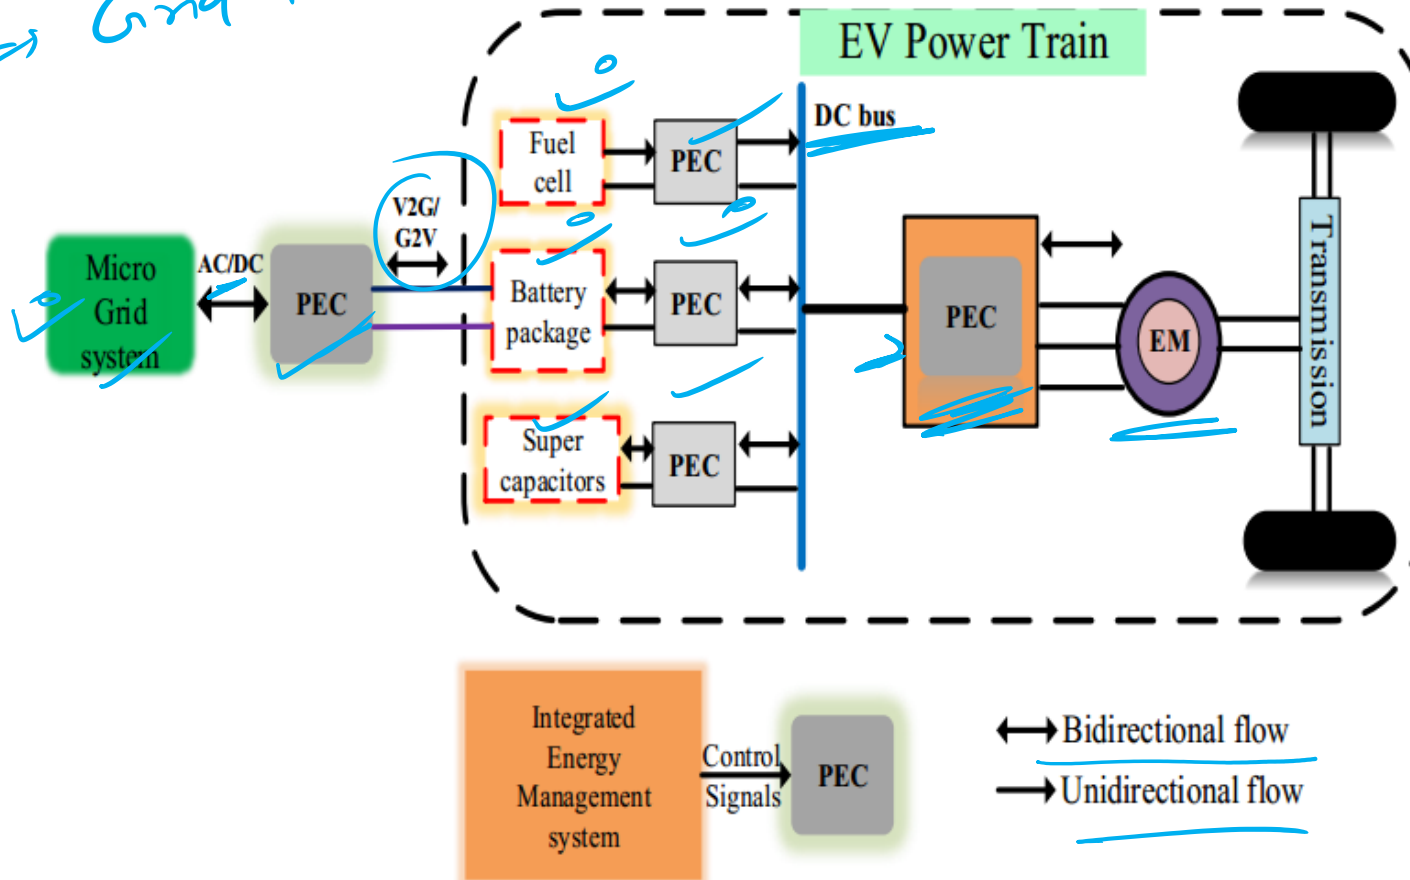 Grid
EV Power Train
DC bus
Fuel
cell
PEC
V2G/
G2V
Micro
Grid
system
AC/DC
PEC
Battery
package
PEC
PEC
EM
Transmission
Super
capacitors
PEC
Integrated
Energy
Management
system
Control
Signals
PEC
Bidirectional flow
Unidirectional flow